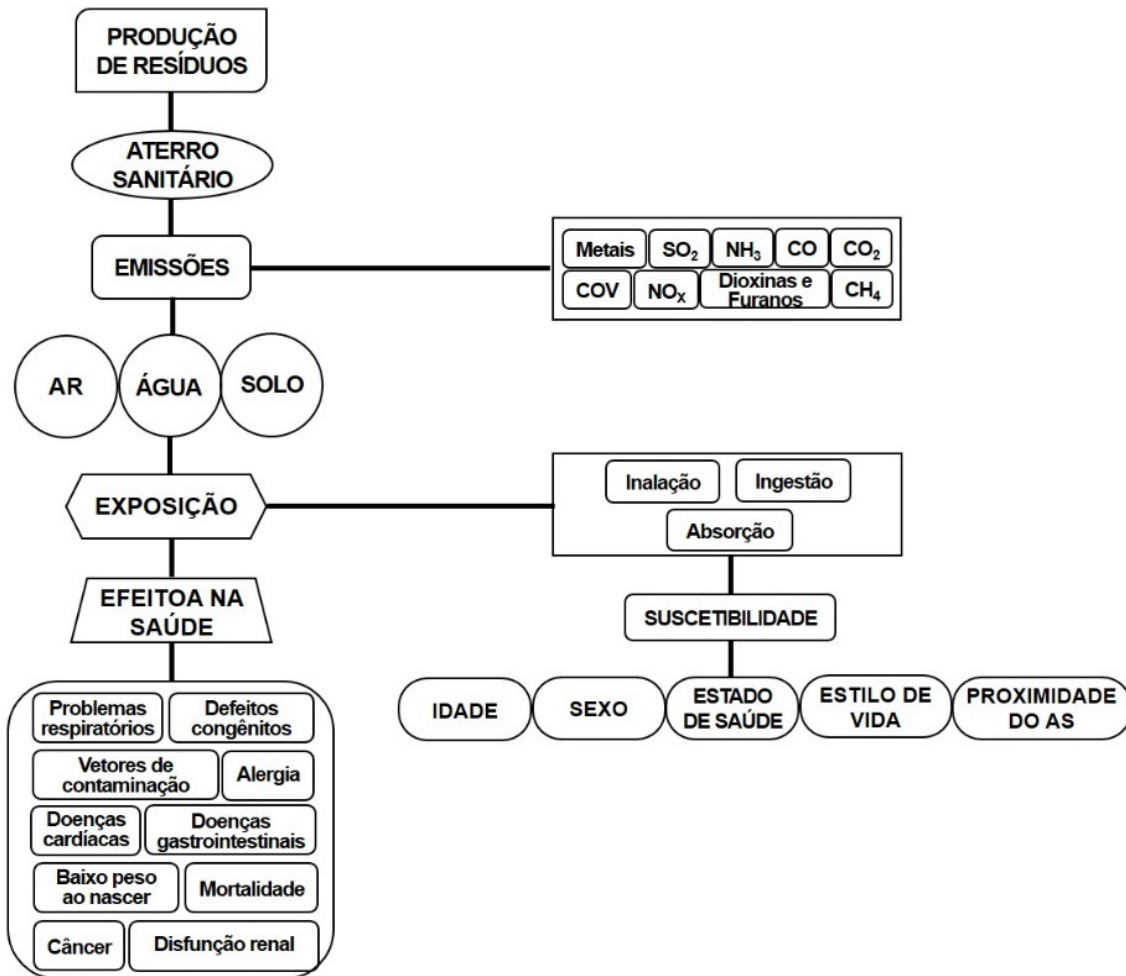 PRODUÇÃO
DE RESÍDUOS
ATERRO
SANITÁRIO
EMISSÕES
Metais
SO₂
NH₃
CO
CO₂
COV
NOₓ
Dioxinas e
Furanos
CH₄
AR
ÁGUA
SOLO
EXPOSIÇÃO
Inalação
Ingestão
Absorção
EFEITOA NA
SAÚDE
SUSCETIBILIDADE
IDADE
SEXO
ESTADO
DE SAÚDE
ESTILO DE
VIDA
PROXIMIDADE
DO AS
Problemas
respiratórios
Defeitos
congênitos
Vetores de
contaminação
Alergia
Doenças
cardíacas
Doenças
gastrointestinais
Baixo peso
ao nascer
Mortalidade
Câncer
Disfunção renal